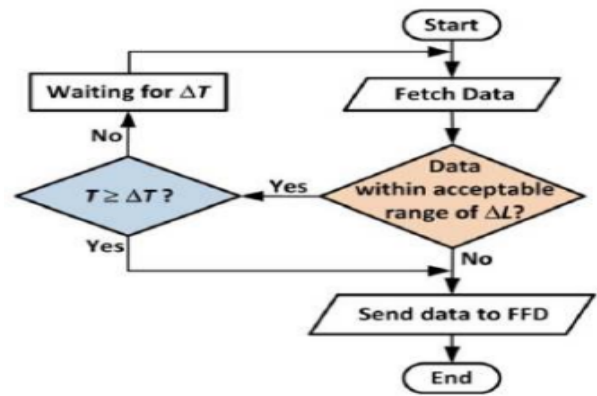 Start
Waiting for ΔT
Fetch Data
No
Data
within acceptable
range of ΔL?
Yes
T ≥ ΔT ?
Yes
No
Send data to FFD
End